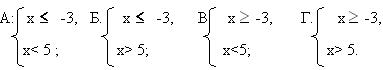 А: { x ≤ -3, Б. { x ≤ -3, В { x ≥ -3, Г. { x ≥ -3,
x< 5 ; x> 5; x<5; x> 5.